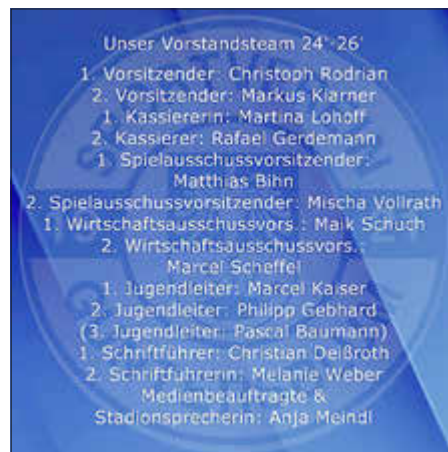 Unser Vorstandsteam 24'-26'
1. Vorsitzender: Christoph Rodrian
2. Vorsitzender: Markus Klarner
1. Kassiererin: Martina Lohoff
2. Kassierer: Rafael Gerdemann
1. Spielausschussvorsitzender:
Matthias Bihn
2. Spielausschussvorsitzender: Mischa Vollrath
1. Wirtschaftsausschussvors.: Maik Schuch
2. Wirtschaftsausschussvors.:
Marcel Scheffel
1. Jugendleiter: Marcel Kaiser
2. Jugendleiter: Philipp Gebhard
(3. Jugendleiter: Pascal Baumann)
1. Schriftführer: Christian Deißroth
2. Schriftführerin: Melanie Weber
Medienbeauftragte &
Stadionsprecherin: Anja Meindl